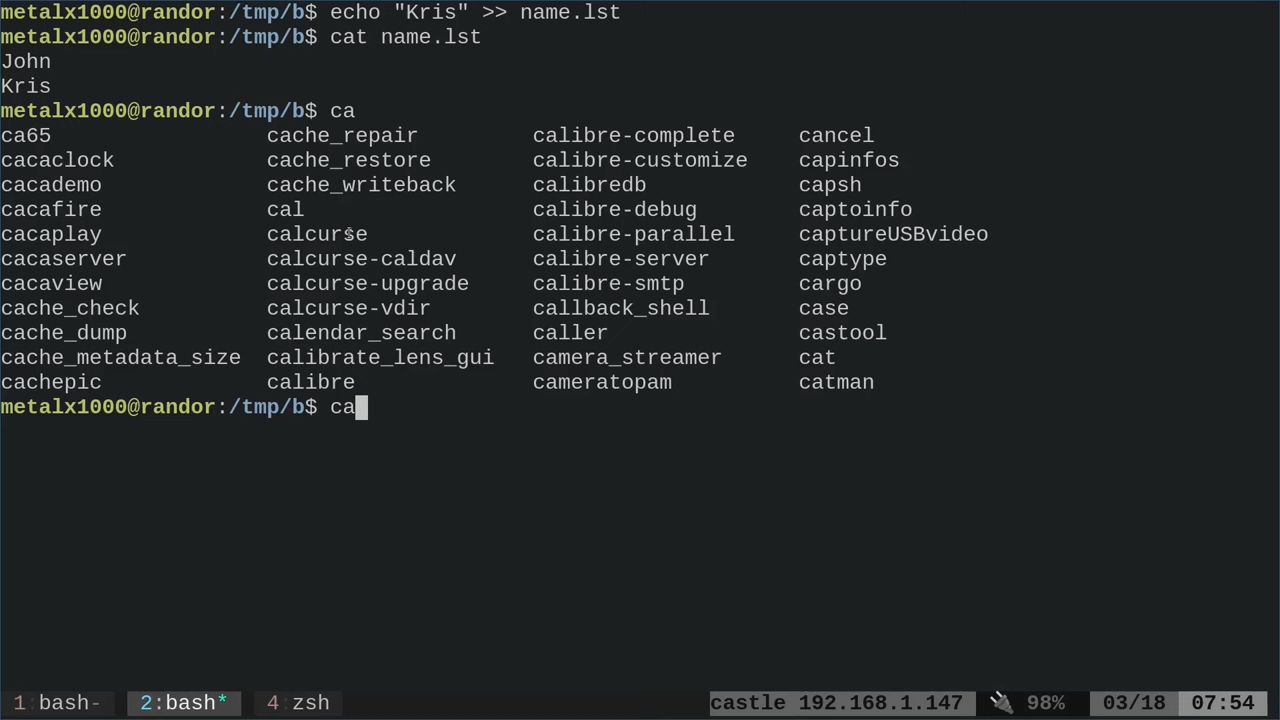 metalx1000@randor:/tmp/b$ echo "Kris" >> name.lst
metalx1000@randor:/tmp/b$ cat name.lst
John
Kris
metalx1000@randor:/tmp/b$ ca
ca65 cache_repair calibre-complete cancel
cacaclock cache_restore calibre-customize capinfos
cacademo cache_writeback calibredb capsh
cacafire cal calibre-debug captoinfo
cacaplay calcurse calibre-parallel captureUSBvideo
cacaserver calcurse-caldav calibre-server captype
cacaview calcurse-upgrade calibre-smtp cargo
cache_check calcurse-vdir callback_shell case
cache_dump calendar_search caller castool
cache_metadata_size calibrate_lens_gui camera_streamer cat
cachepic calibre cameratopam catman
metalx1000@randor:/tmp/b$ ca
1:bash- 2:bash* 4:zsh castle 192.168.1.147 98% 03/18 07:54